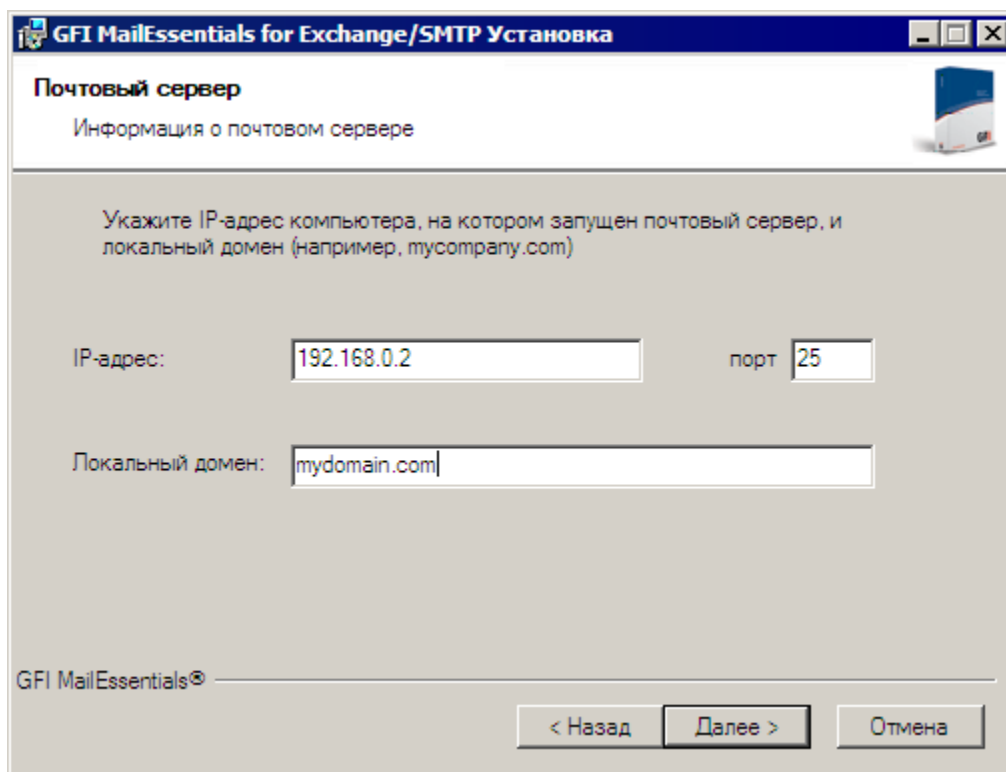 GFI MailEssentials for Exchange/SMTP Установка
Почтовый сервер
Информация о почтовом сервере
GFI
Укажите IP-адрес компьютера, на котором запущен почтовый сервер, и
локальный домен (например, mycompany.com)
IP-адрес: 192.168.0.2 порт 25
Локальный домен: mydomain.com
GFI MailEssentials®
< Назад Далее > Отмена